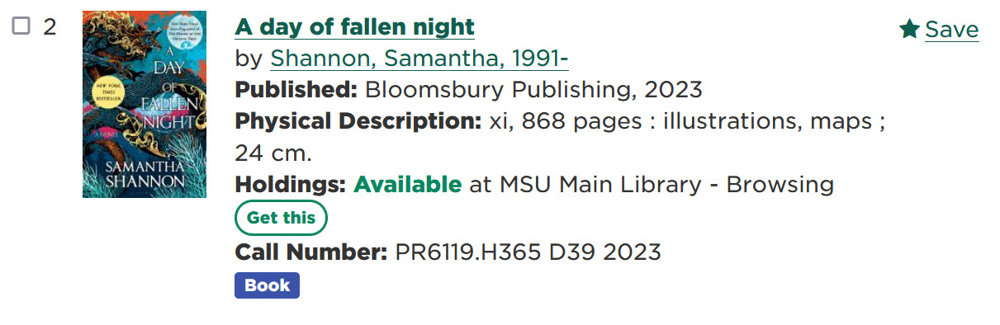 2
A day of fallen night
Save
by Shannon, Samantha, 1991-
Published: Bloomsbury Publishing, 2023
Physical Description: xi, 868 pages : illustrations, maps ;
24 cm.
Holdings: Available at MSU Main Library - Browsing
Get this
Call Number: PR6119.H365 D39 2023
Book
A
DAY
OF
FALLEN
NIGHT
NEW YORK
TIMES
BESTSELLER
A NOVEL
SAMANTHA
SHANNON